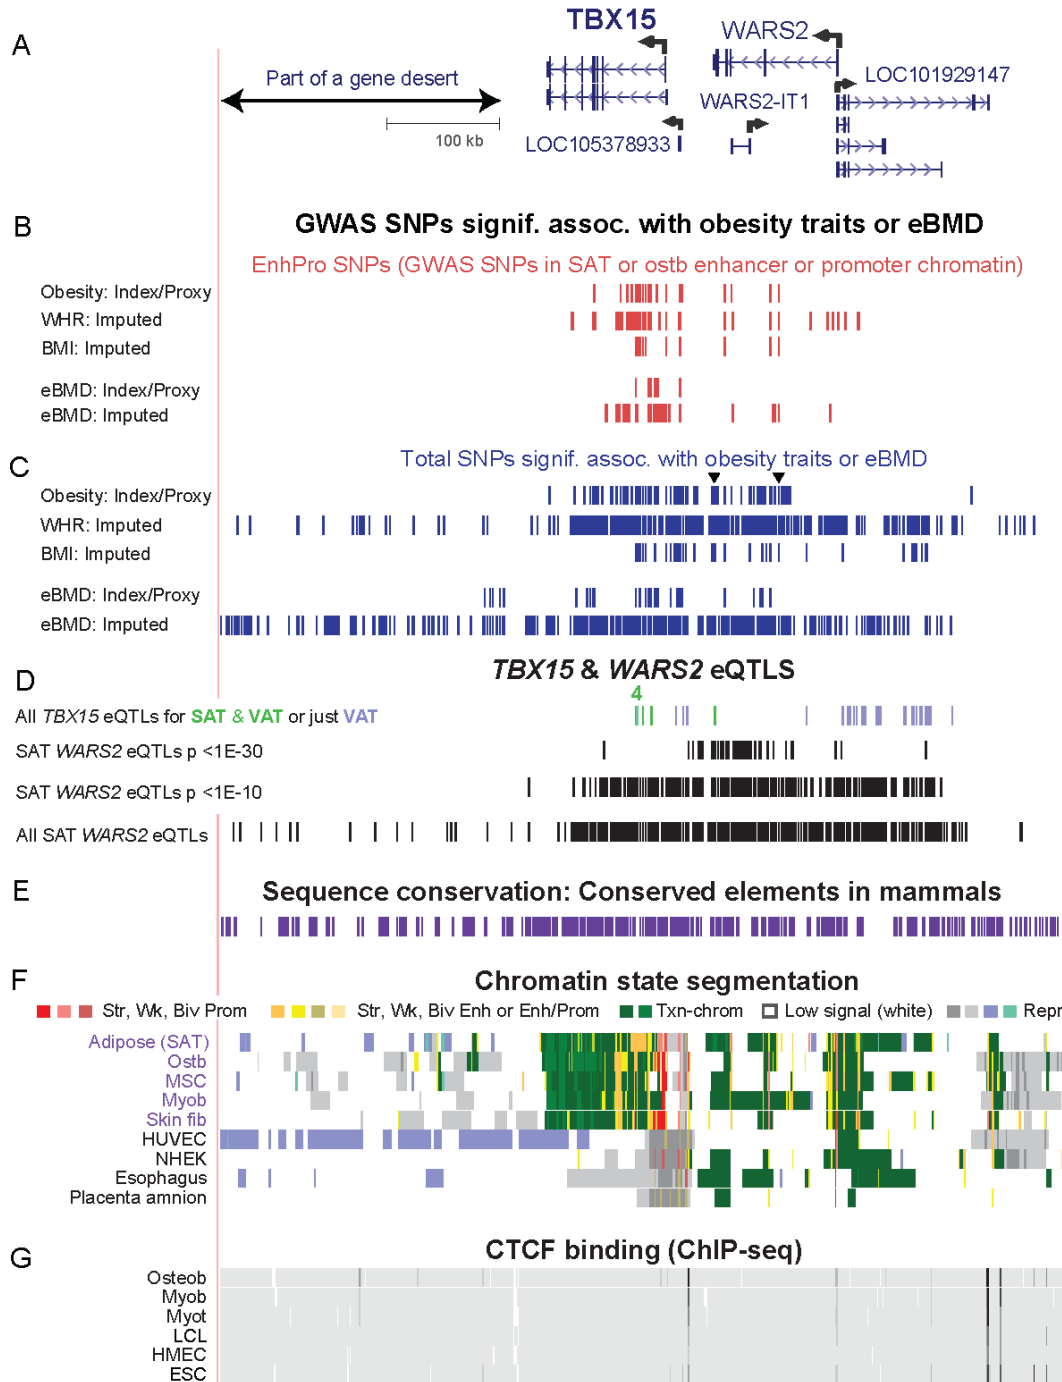 A
TBX15
WARS2
Part of a gene desert
LOC101929147
WARS2-IT1
100 kb
LOC105378933
B
GWAS SNPs signif. assoc. with obesity traits or eBMD
EnhPro SNPs (GWAS SNPs in SAT or ostb enhancer or promoter chromatin)
Obesity: Index/Proxy
WHR: Imputed
BMI: Imputed
eBMD: Index/Proxy
eBMD: Imputed
C
Total SNPs signif. assoc. with obesity traits or eBMD
Obesity: Index/Proxy
WHR: Imputed
BMI: Imputed
eBMD: Index/Proxy
eBMD: Imputed
D
TBX15 & WARS2 eQTLS
4
All TBX15 eQTLs for SAT & VAT or just VAT
SAT WARS2 eQTLs p <1E-30
SAT WARS2 eQTLs p <1E-10
All SAT WARS2 eQTLs
E
Sequence conservation: Conserved elements in mammals
F
Chromatin state segmentation
Str, Wk, Biv Prom
Str, Wk, Biv Enh or Enh/Prom
Txn-chrom
Low signal (white)
Repr
Adipose (SAT)
Ostb
MSC
Myob
Skin fib
HUVEC
NHEK
Esophagus
Placenta amnion
G
CTCF binding (ChIP-seq)
Osteob
Myob
Myot
LCL
HMEC
ESC